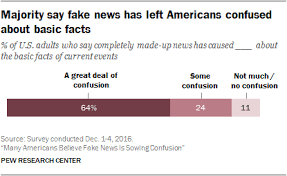 Majority say fake news has left Americans confused
about basic facts
% of U.S. adults who say completely made-up news has caused ___ about
the basic facts of current events
A great deal of
confusion
Some
confusion
Not much /
no confusion
64%
24
11
Source: Survey conducted Dec. 1-4, 2016.
"Many Americans Believe Fake News Is Sowing Confusion"
PEW RESEARCH CENTER